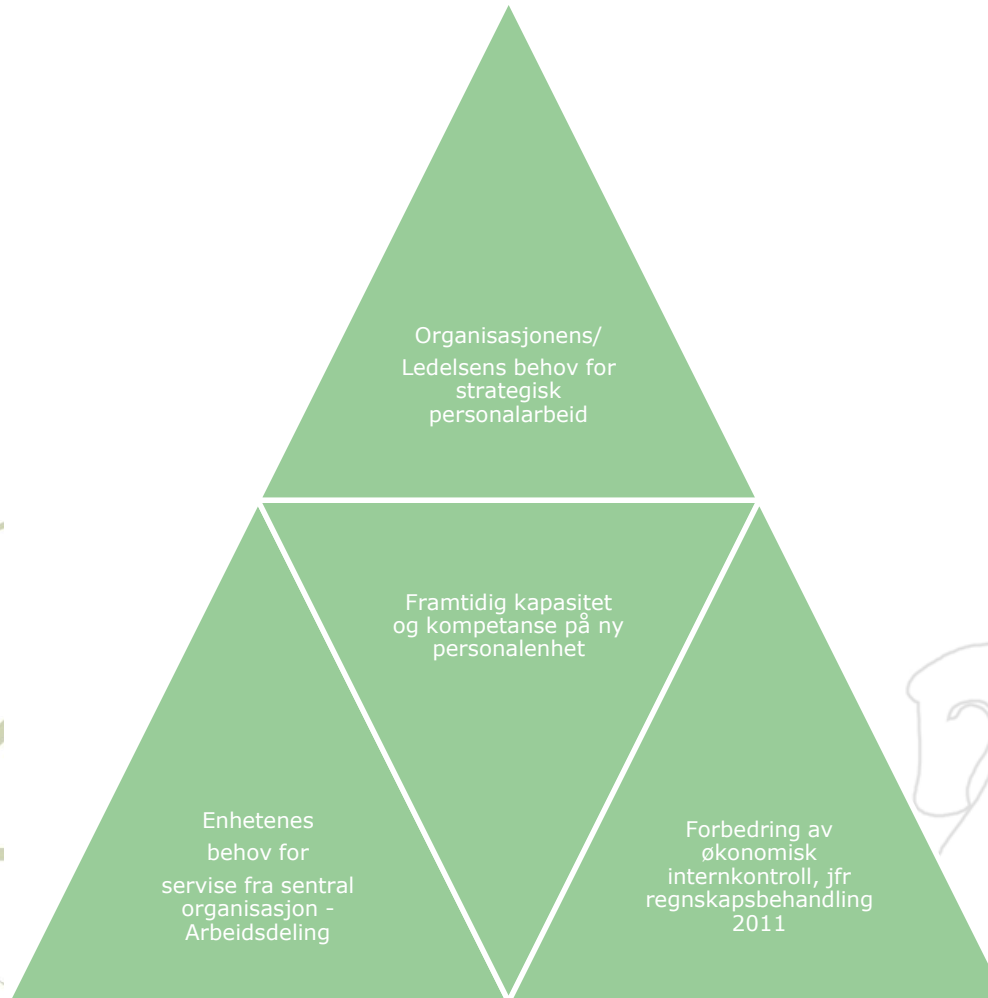 Organisasjonens/
Ledelsens behov for
strategisk
personalarbeid
Framtidig kapasitet
og kompetanse på ny
personalenhet
Enhetenes
behov for
servise fra sentral
organisasjon -
Arbeidsdeling
Forbedring av
økonomisk
internkontroll, jfr
regnskapsbehandling
2011